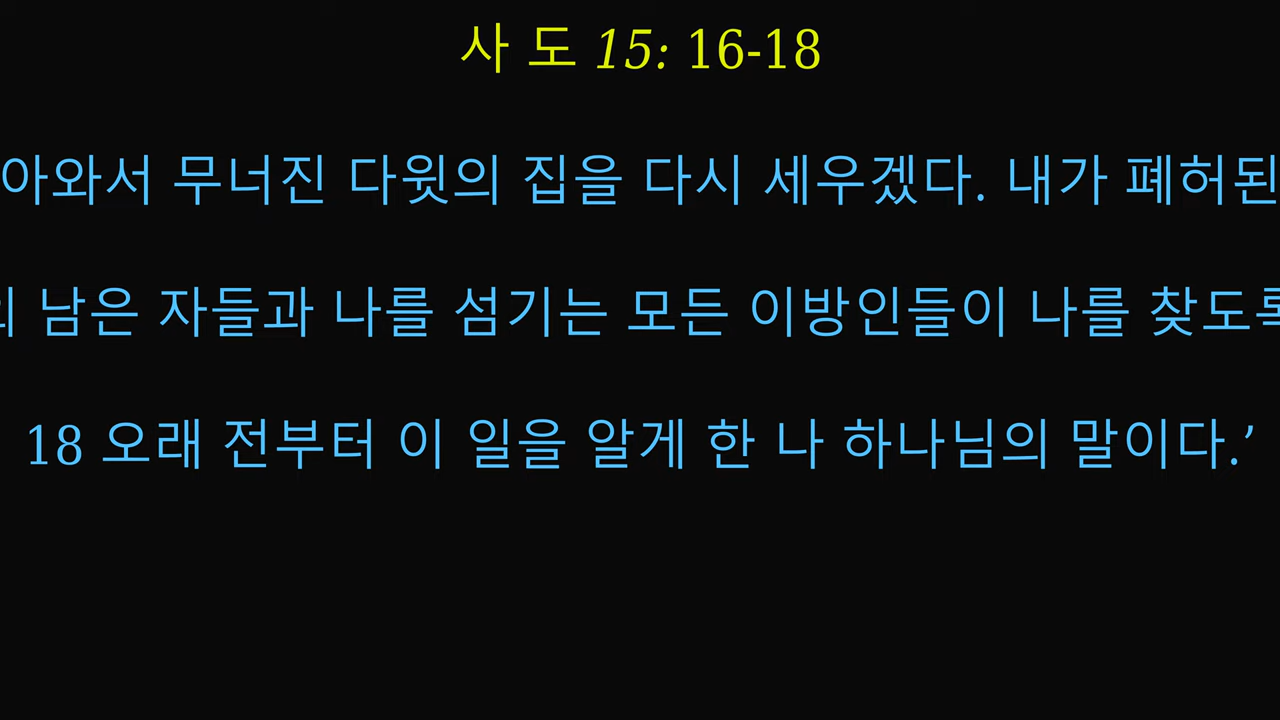 사 도 15: 16-18
아와서 무너진 다윗의 집을 다시 세우겠다. 내가 폐허된
남은 자들과 나를 섬기는 모든 이방인들이 나를 찾도록
18 오래 전부터 이 일을 알게 한 나 하나님의 말이다.’